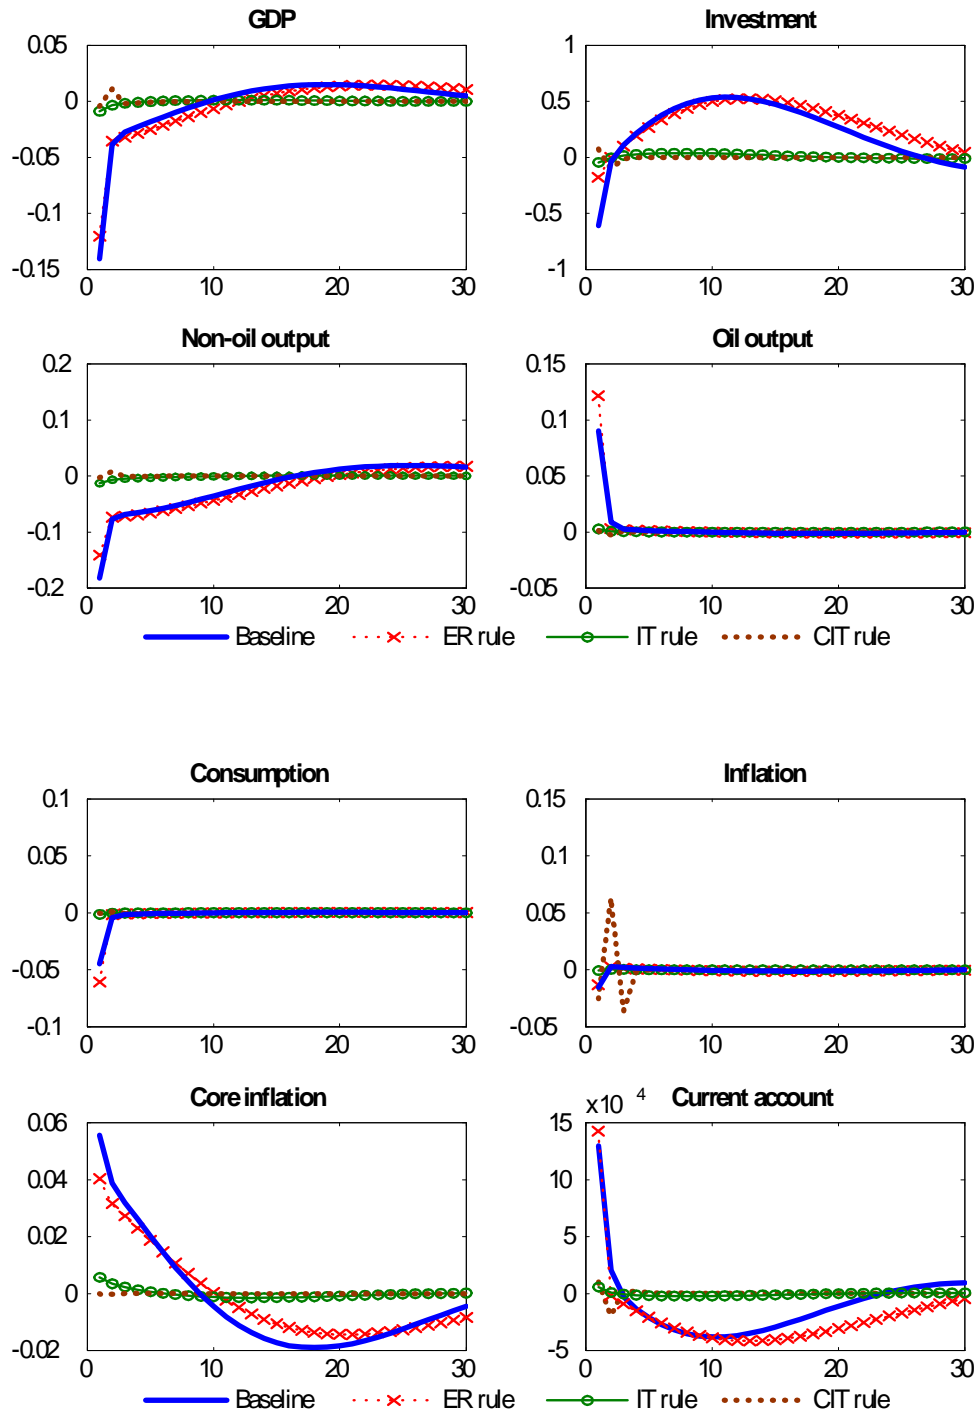 GDP
Investment
0.05
0
-0.05
-0.1
-0.15
0 10 20 30
1
0.5
0
-0.5
-1
0 10 20 30
Non-oil output
Oil output
0.2
0.1
0
-0.1
-0.2
0 10 20 30
0.15
0.1
0.05
0
-0.05
0 10 20 30
Baseline ER rule IT rule CIT rule
Consumption
Inflation
0.1
0.05
0
-0.05
-0.1
0 10 20 30
0.15
0.1
0.05
0
-0.05
0 10 20 30
Core inflation
Current account
0.06
0.04
0.02
0
-0.02
0 10 20 30
x 10 4
15
10
5
0
-5
0 10 20 30
Baseline ER rule IT rule CIT rule